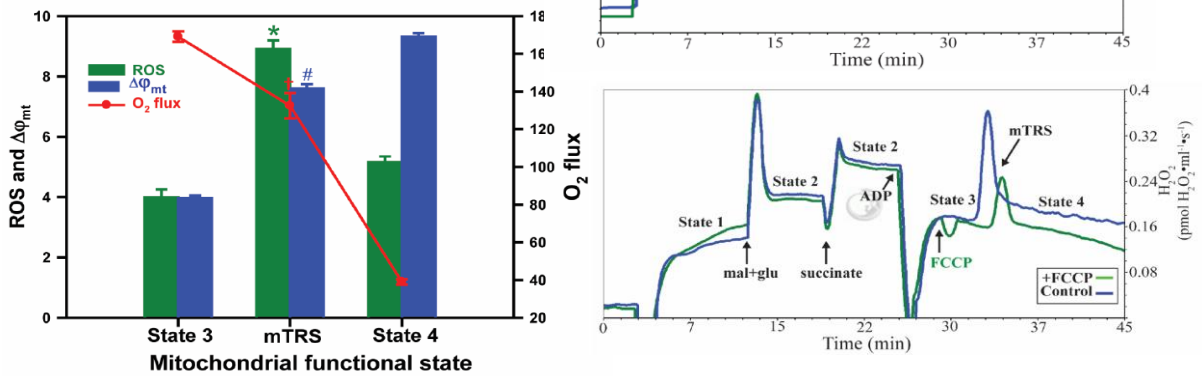 10
8
6
4
2
0
ROS and Δφmt
ROS
Δφmt
O2 flux
*
#
+
180
160
140
120
100
80
60
40
20
O2 flux
State 3
mTRS
State 4
Mitochondrial functional state
0
7
15
22
30
37
45
Time (min)
0.4
0.32
0.24
0.16
0.08
H2O2
(pmol H2O2•ml-1•s)
State 1
State 2
State 2
State 3
State 4
mTRS
mal+glu
succinate
ADP
FCCP
+FCCP
Control
0
7
15
22
30
37
45
Time (min)